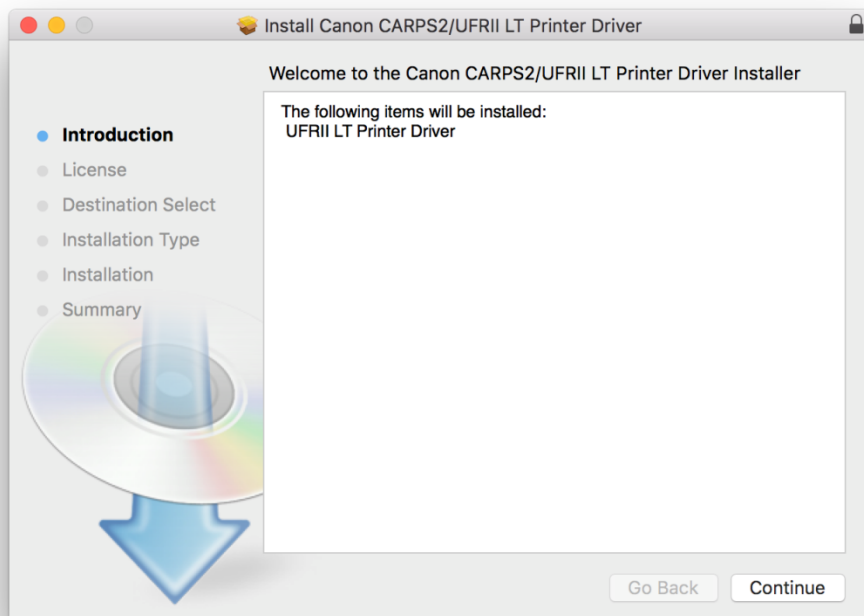 Install Canon CARPS2/UFRII LT Printer Driver
Welcome to the Canon CARPS2/UFRII LT Printer Driver Installer
Introduction
License
Destination Select
Installation Type
Installation
Summary
The following items will be installed:
UFRII LT Printer Driver
Go Back
Continue